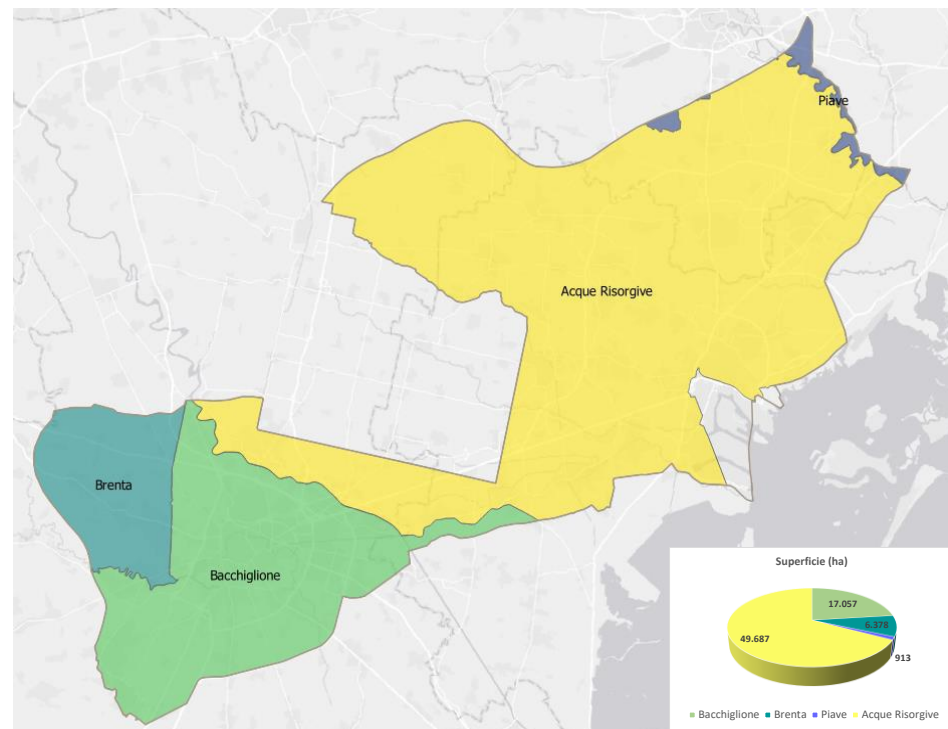 Piave
Acque Risorgive
Brenta
Bacchiglione
Superficie (ha)
17.057
6.378
49.687
913
Bacchiglione Brenta Piave Acque Risorgive